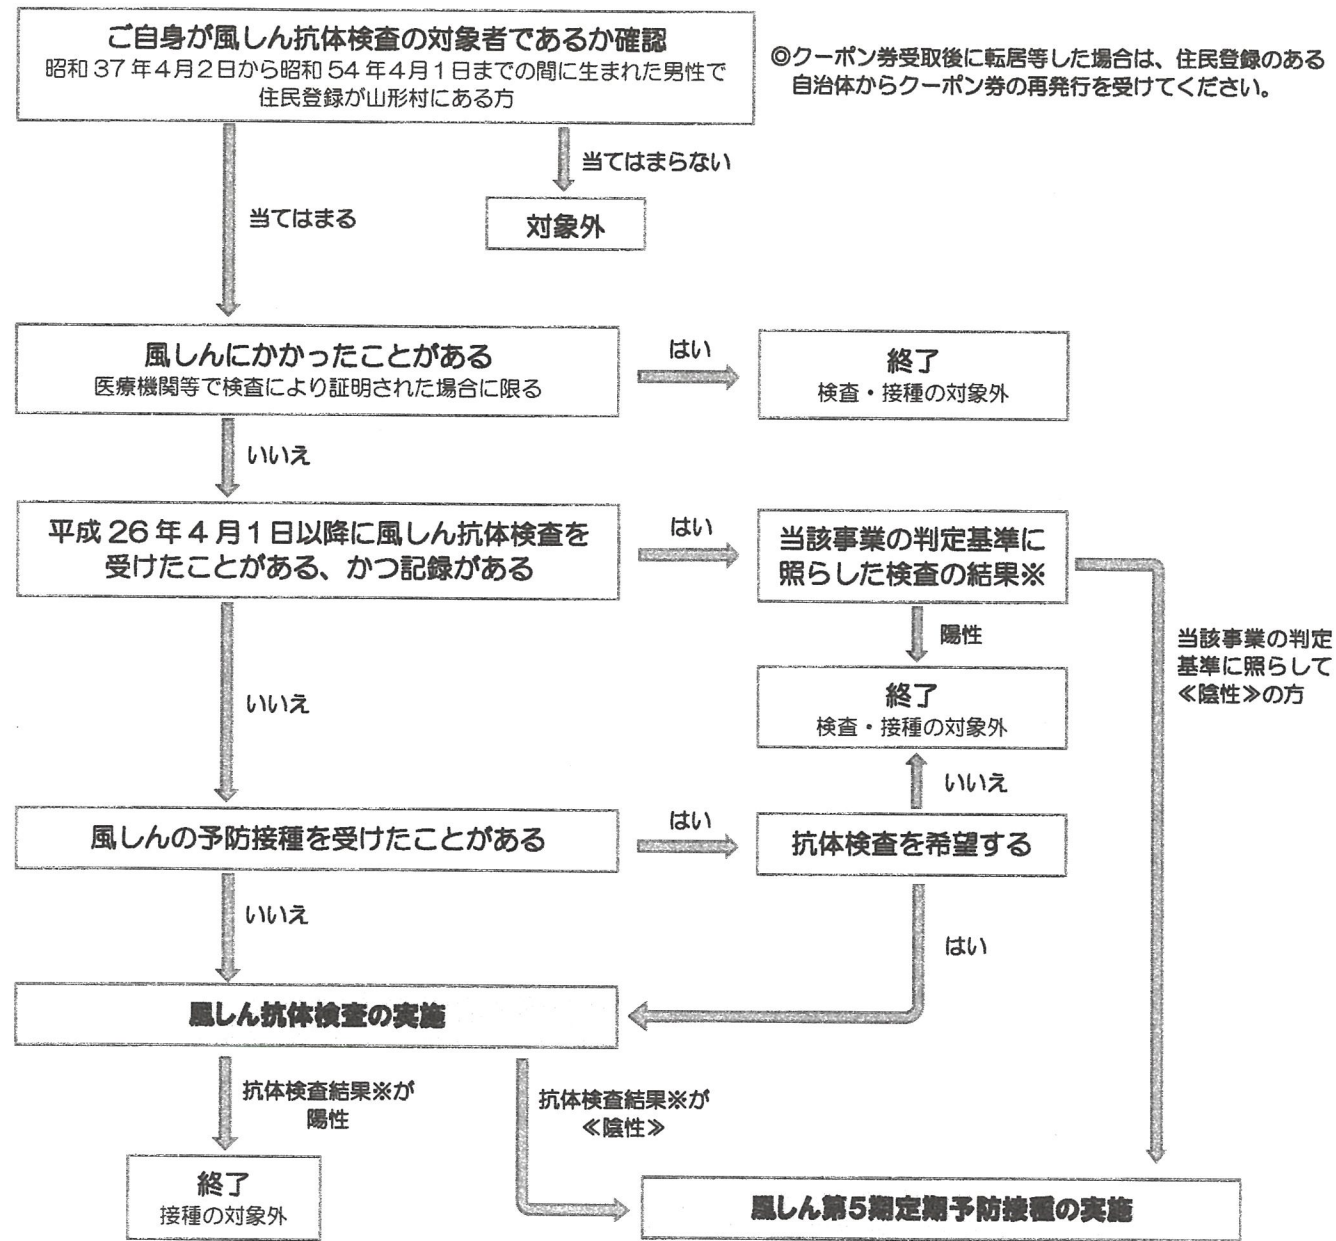 ご自身が風しん抗体検査の対象者であるか確認
昭和37年4月2日から昭和54年4月1日までの間に生まれた男性で
住民登録が山形村にある方
◎クーポン券受取後に転居等した場合は、住民登録のある
自治体からクーポン券の再発行を受けてください。
当てはまらない
当てはまる
対象外
風しんにかかったことがある
医療機関等で検査により証明された場合に限る
はい
終了
検査・接種の対象外
いいえ
平成26年4月1日以降に風しん抗体検査を
受けたことがある、かつ記録がある
はい
当該事業の判定基準に
照らした検査の結果※
陽性
当該事業の判定
基準に照らして
≪陰性≫の方
終了
検査・接種の対象外
いいえ
いいえ
風しんの予防接種を受けたことがある
はい
抗体検査を希望する
いいえ
はい
風しん抗体検査の実施
抗体検査結果※が
陽性
抗体検査結果※が
≪陰性≫
終了
接種の対象外
風しん第5期定期予防接種の実施